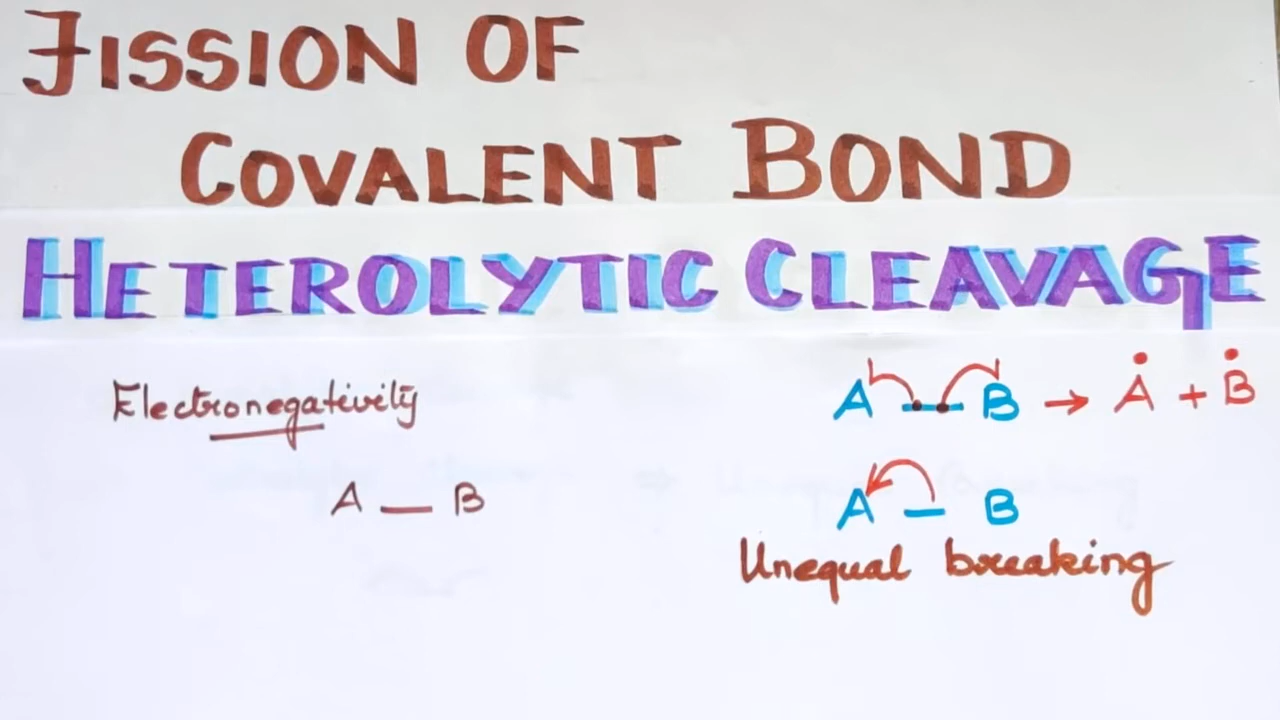 FISSION OF
COVALENT BOND
HETEROLYTIC CLEAVAGE
Electronegativity
A — B
A — B → Ȧ + Ḃ
A — B
Unequal breaking